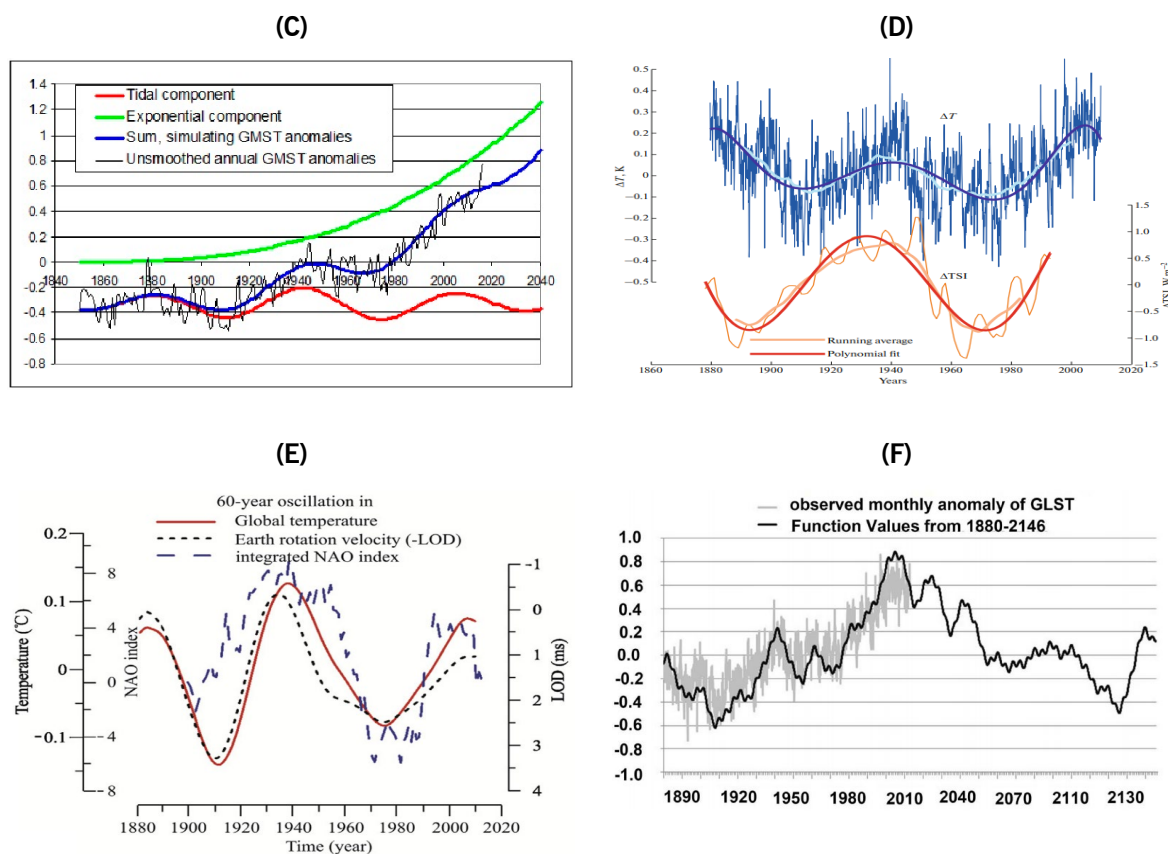 (C)
1.4
1.2
1
0.8
0.6
0.4
0.2
0
-0.2
-0.4
-0.6
-0.8
Tidal component
Exponential component
Sum, simulating GMST anomalies
Unsmoothed annual GMST anomalies
1840 1860 1880 1900 1920 1940 1960 1980 2000 2020 2040
(D)
0.5
0.4
0.3
0.2
0.1
0
−0.1
−0.2
−0.3
−0.4
−0.5
ΔT, K
ΔT
ΔTSI
1.5
1.0
0.5
0
−0.5
−1.0
−1.5
ΔTSI, W m⁻²
Running average
Polynomial fit
1860 1880 1900 1920 1940 1960 1980 2000 2020
Years
(E)
60-year oscillation in
Global temperature
Earth rotation velocity (-LOD)
integrated NAO index
0.2
0.1
0
-0.1
Temperature (℃)
8
4
0
-4
-8
NAO index
-1
0
1
2
3
4
LOD (ms)
1880 1900 1920 1940 1960 1980 2000 2020
Time (year)
(F)
observed monthly anomaly of GLST
Function Values from 1880-2146
1.0
0.8
0.6
0.4
0.2
0.0
-0.2
-0.4
-0.6
-0.8
-1.0
1890 1920 1950 1980 2010 2040 2070 2110 2130